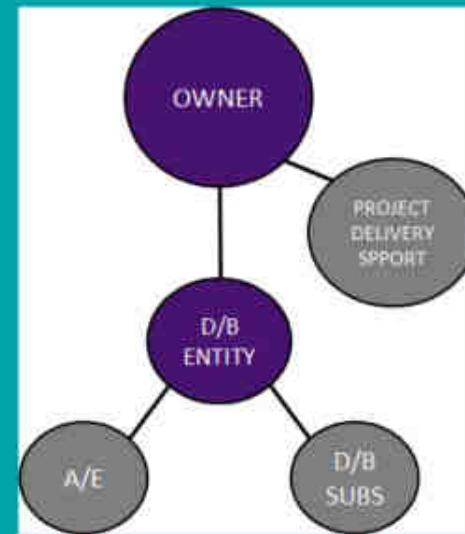 OWNER
PROJECT
DELIVERY
SPPORT
D/B
ENTITY
A/E
D/B
SUBS